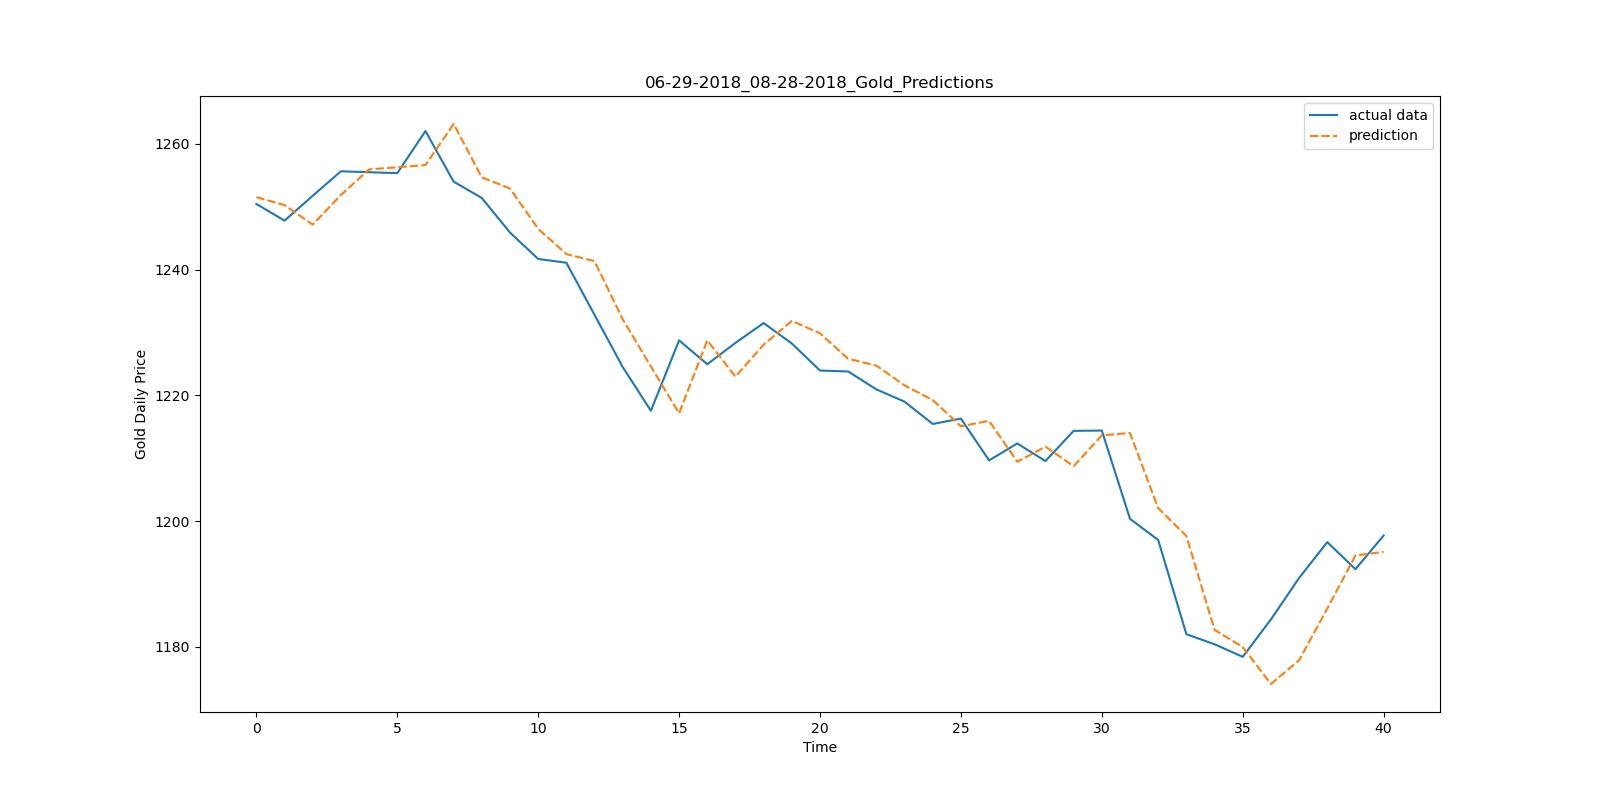 06-29-2018_08-28-2018_Gold_Predictions
actual data
prediction
1260
1240
1220
1200
1180
Gold Daily Price
0 5 10 15 20 25 30 35 40
Time